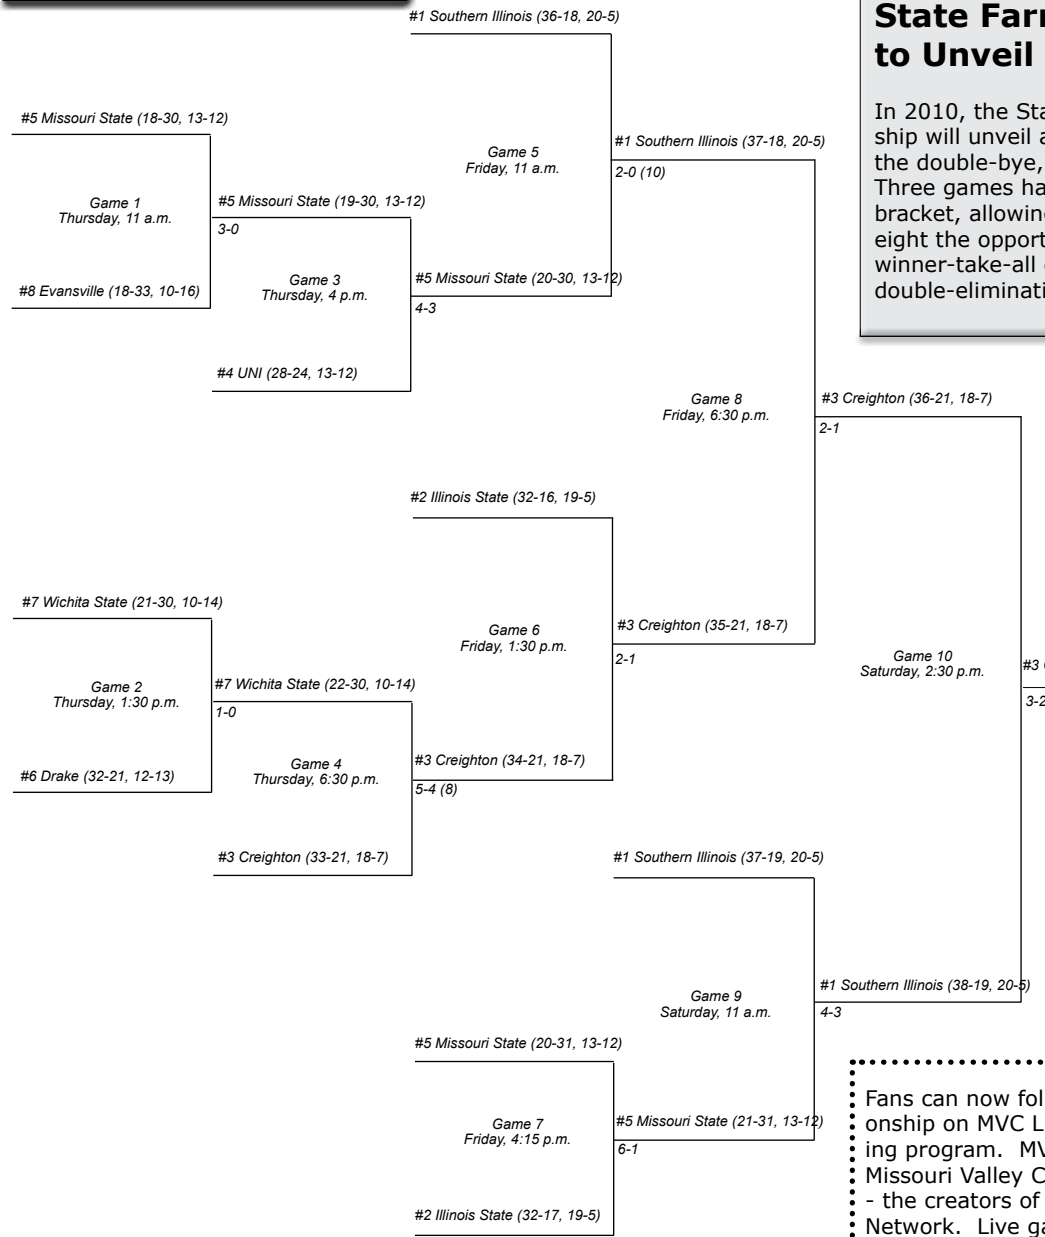 #1 Southern Illinois (36-18, 20-5)
#5 Missouri State (18-30, 13-12)
Game 5
Friday, 11 a.m.
#1 Southern Illinois (37-18, 20-5)
2-0 (10)
Game 1
Thursday, 11 a.m.
#5 Missouri State (19-30, 13-12)
3-0
#8 Evansville (18-33, 10-16)
Game 3
Thursday, 4 p.m.
#5 Missouri State (20-30, 13-12)
4-3
#4 UNI (28-24, 13-12)
Game 8
Friday, 6:30 p.m.
#3 Creighton (36-21, 18-7)
2-1
#2 Illinois State (32-16, 19-5)
#7 Wichita State (21-30, 10-14)
Game 6
Friday, 1:30 p.m.
#3 Creighton (35-21, 18-7)
2-1
Game 10
Saturday, 2:30 p.m.
#3
3-2
Game 2
Thursday, 1:30 p.m.
#7 Wichita State (22-30, 10-14)
1-0
#6 Drake (32-21, 12-13)
Game 4
Thursday, 6:30 p.m.
#3 Creighton (34-21, 18-7)
5-4 (8)
#3 Creighton (33-21, 18-7)
#1 Southern Illinois (37-19, 20-5)
Game 9
Saturday, 11 a.m.
#1 Southern Illinois (38-19, 20-5)
4-3
#5 Missouri State (20-31, 13-12)
Game 7
Friday, 4:15 p.m.
#5 Missouri State (21-31, 13-12)
6-1
#2 Illinois State (32-17, 19-5)
State Farm
to Unveil
In 2010, the Sta
ship will unveil a
the double-bye,
Three games ha
bracket, allowing
eight the opport
winner-take-all
double-eliminati
Fans can now fol
onship on MVC L
ing program. MV
Missouri Valley C
- the creators of
Network. Live ga